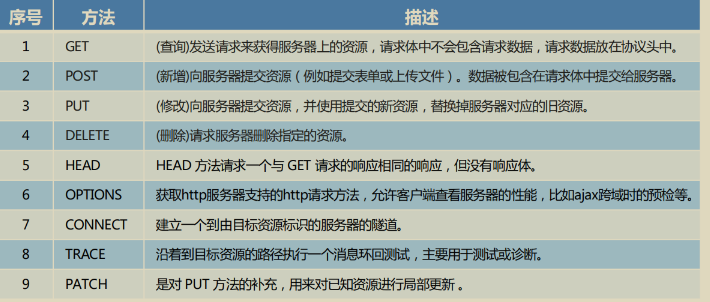 序号 方法 描述
1 GET (查询)发送请求来获得服务器上的资源，请求体中不会包含请求数据，请求数据放在协议头中。
2 POST (新增)向服务器提交资源（例如提交表单或上传文件）。数据被包含在请求体中提交给服务器。
3 PUT (修改)向服务器提交资源，并使用提交的新资源，替换掉服务器对应的旧资源。
4 DELETE (删除)请求服务器删除指定的资源。
5 HEAD HEAD 方法请求一个与 GET 请求的响应相同的响应，但没有响应体。
6 OPTIONS 获取http服务器支持的http请求方法，允许客户端查看服务器的性能，比如ajax跨域时的预检等。
7 CONNECT 建立一个到由目标资源标识的服务器的隧道。
8 TRACE 沿着到目标资源的路径执行一个消息环回测试，主要用于测试或诊断。
9 PATCH 是对 PUT 方法的补充，用来对已知资源进行局部更新 。